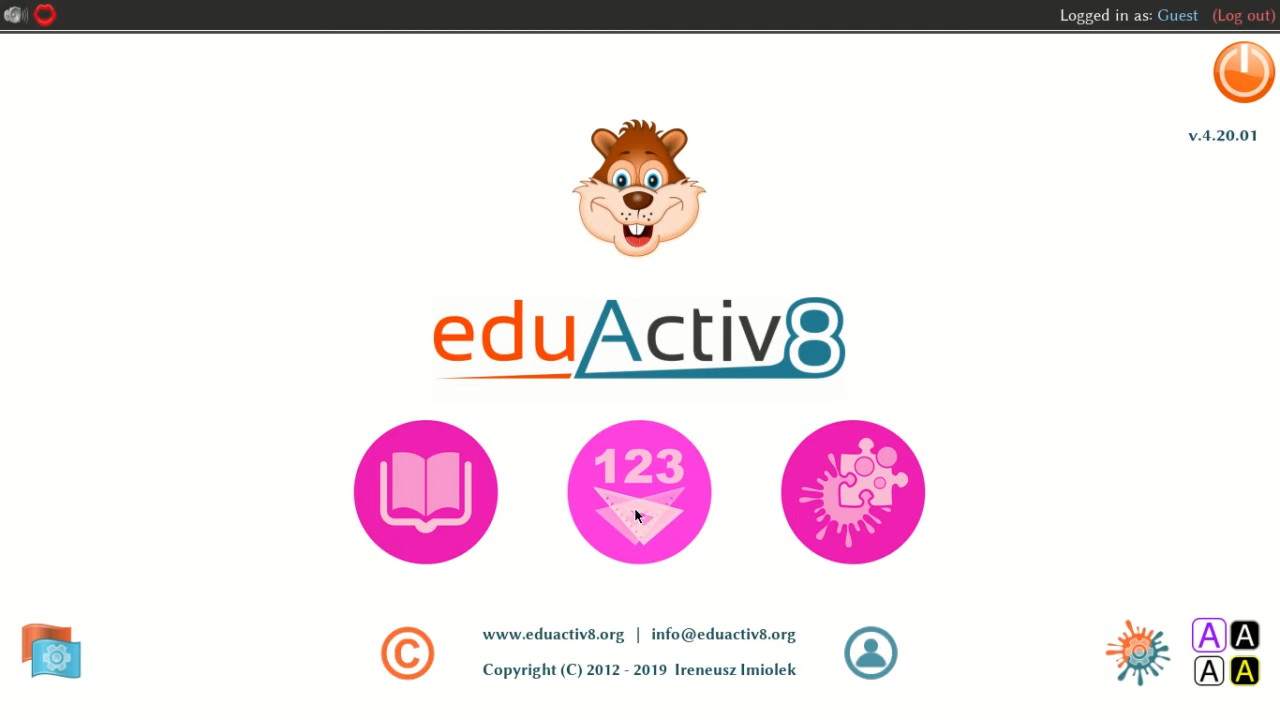 Logged in as: Guest (Log out)
v.4.20.01
eduActiv8
123
www.eduactiv8.org | info@eduactiv8.org
C
Copyright (C) 2012 - 2019 Ireneusz Imiolek
A A
A A